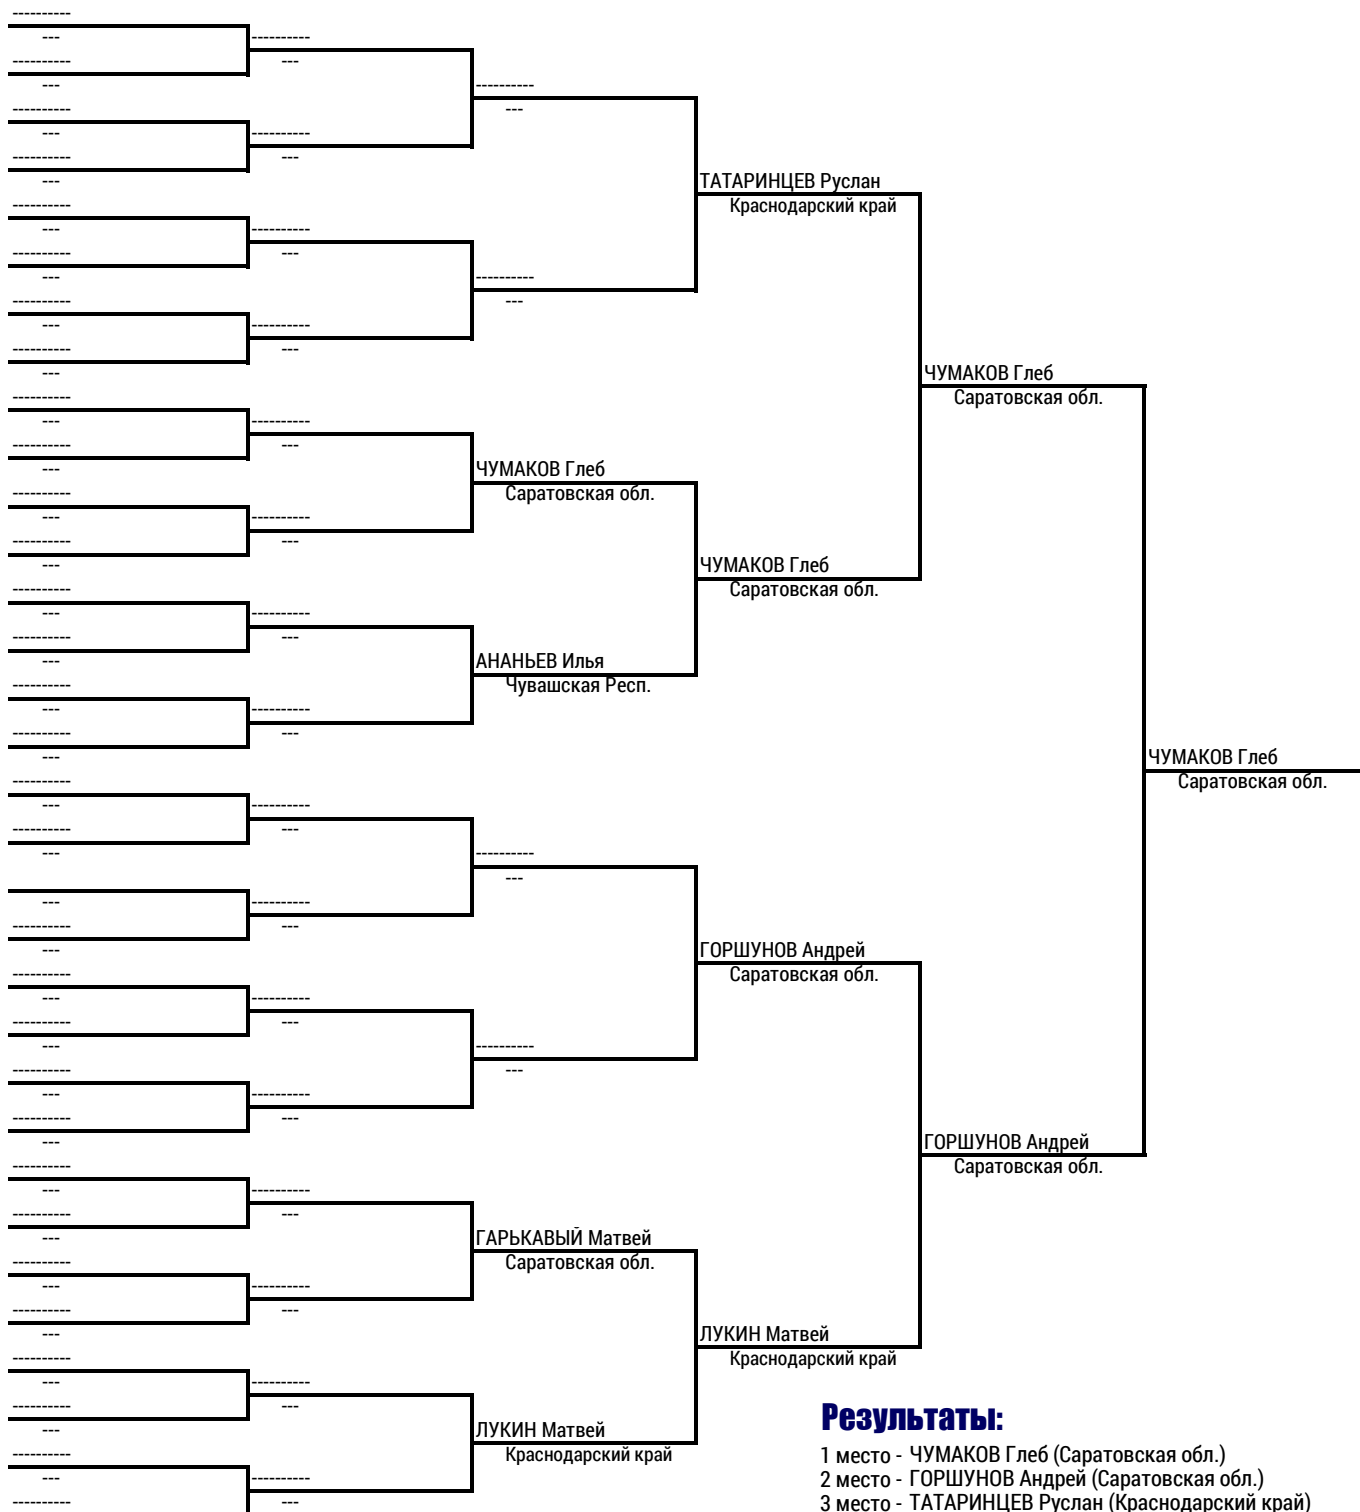 ТАТАРИНЦЕВ Руслан
Краснодарский край
ЧУМАКОВ Глеб
Саратовская обл.
ЧУМАКОВ Глеб
Саратовская обл.
ЧУМАКОВ Глеб
Саратовская обл.
АНАНЬЕВ Илья
Чувашская Респ.
ЧУМАКОВ Глеб
Саратовская обл.
ГОРШУНОВ Андрей
Саратовская обл.
ГОРШУНОВ Андрей
Саратовская обл.
ГАРЬКАВЫЙ Матвей
Саратовская обл.
ЛУКИН Матвей
Краснодарский край
ЛУКИН Матвей
Краснодарский край
Результаты:
1 место - ЧУМАКОВ Глеб (Саратовская обл.)
2 место - ГОРШУНОВ Андрей (Саратовская обл.)
3 место - ТАТАРИНЦЕВ Руслан (Краснодарский край)